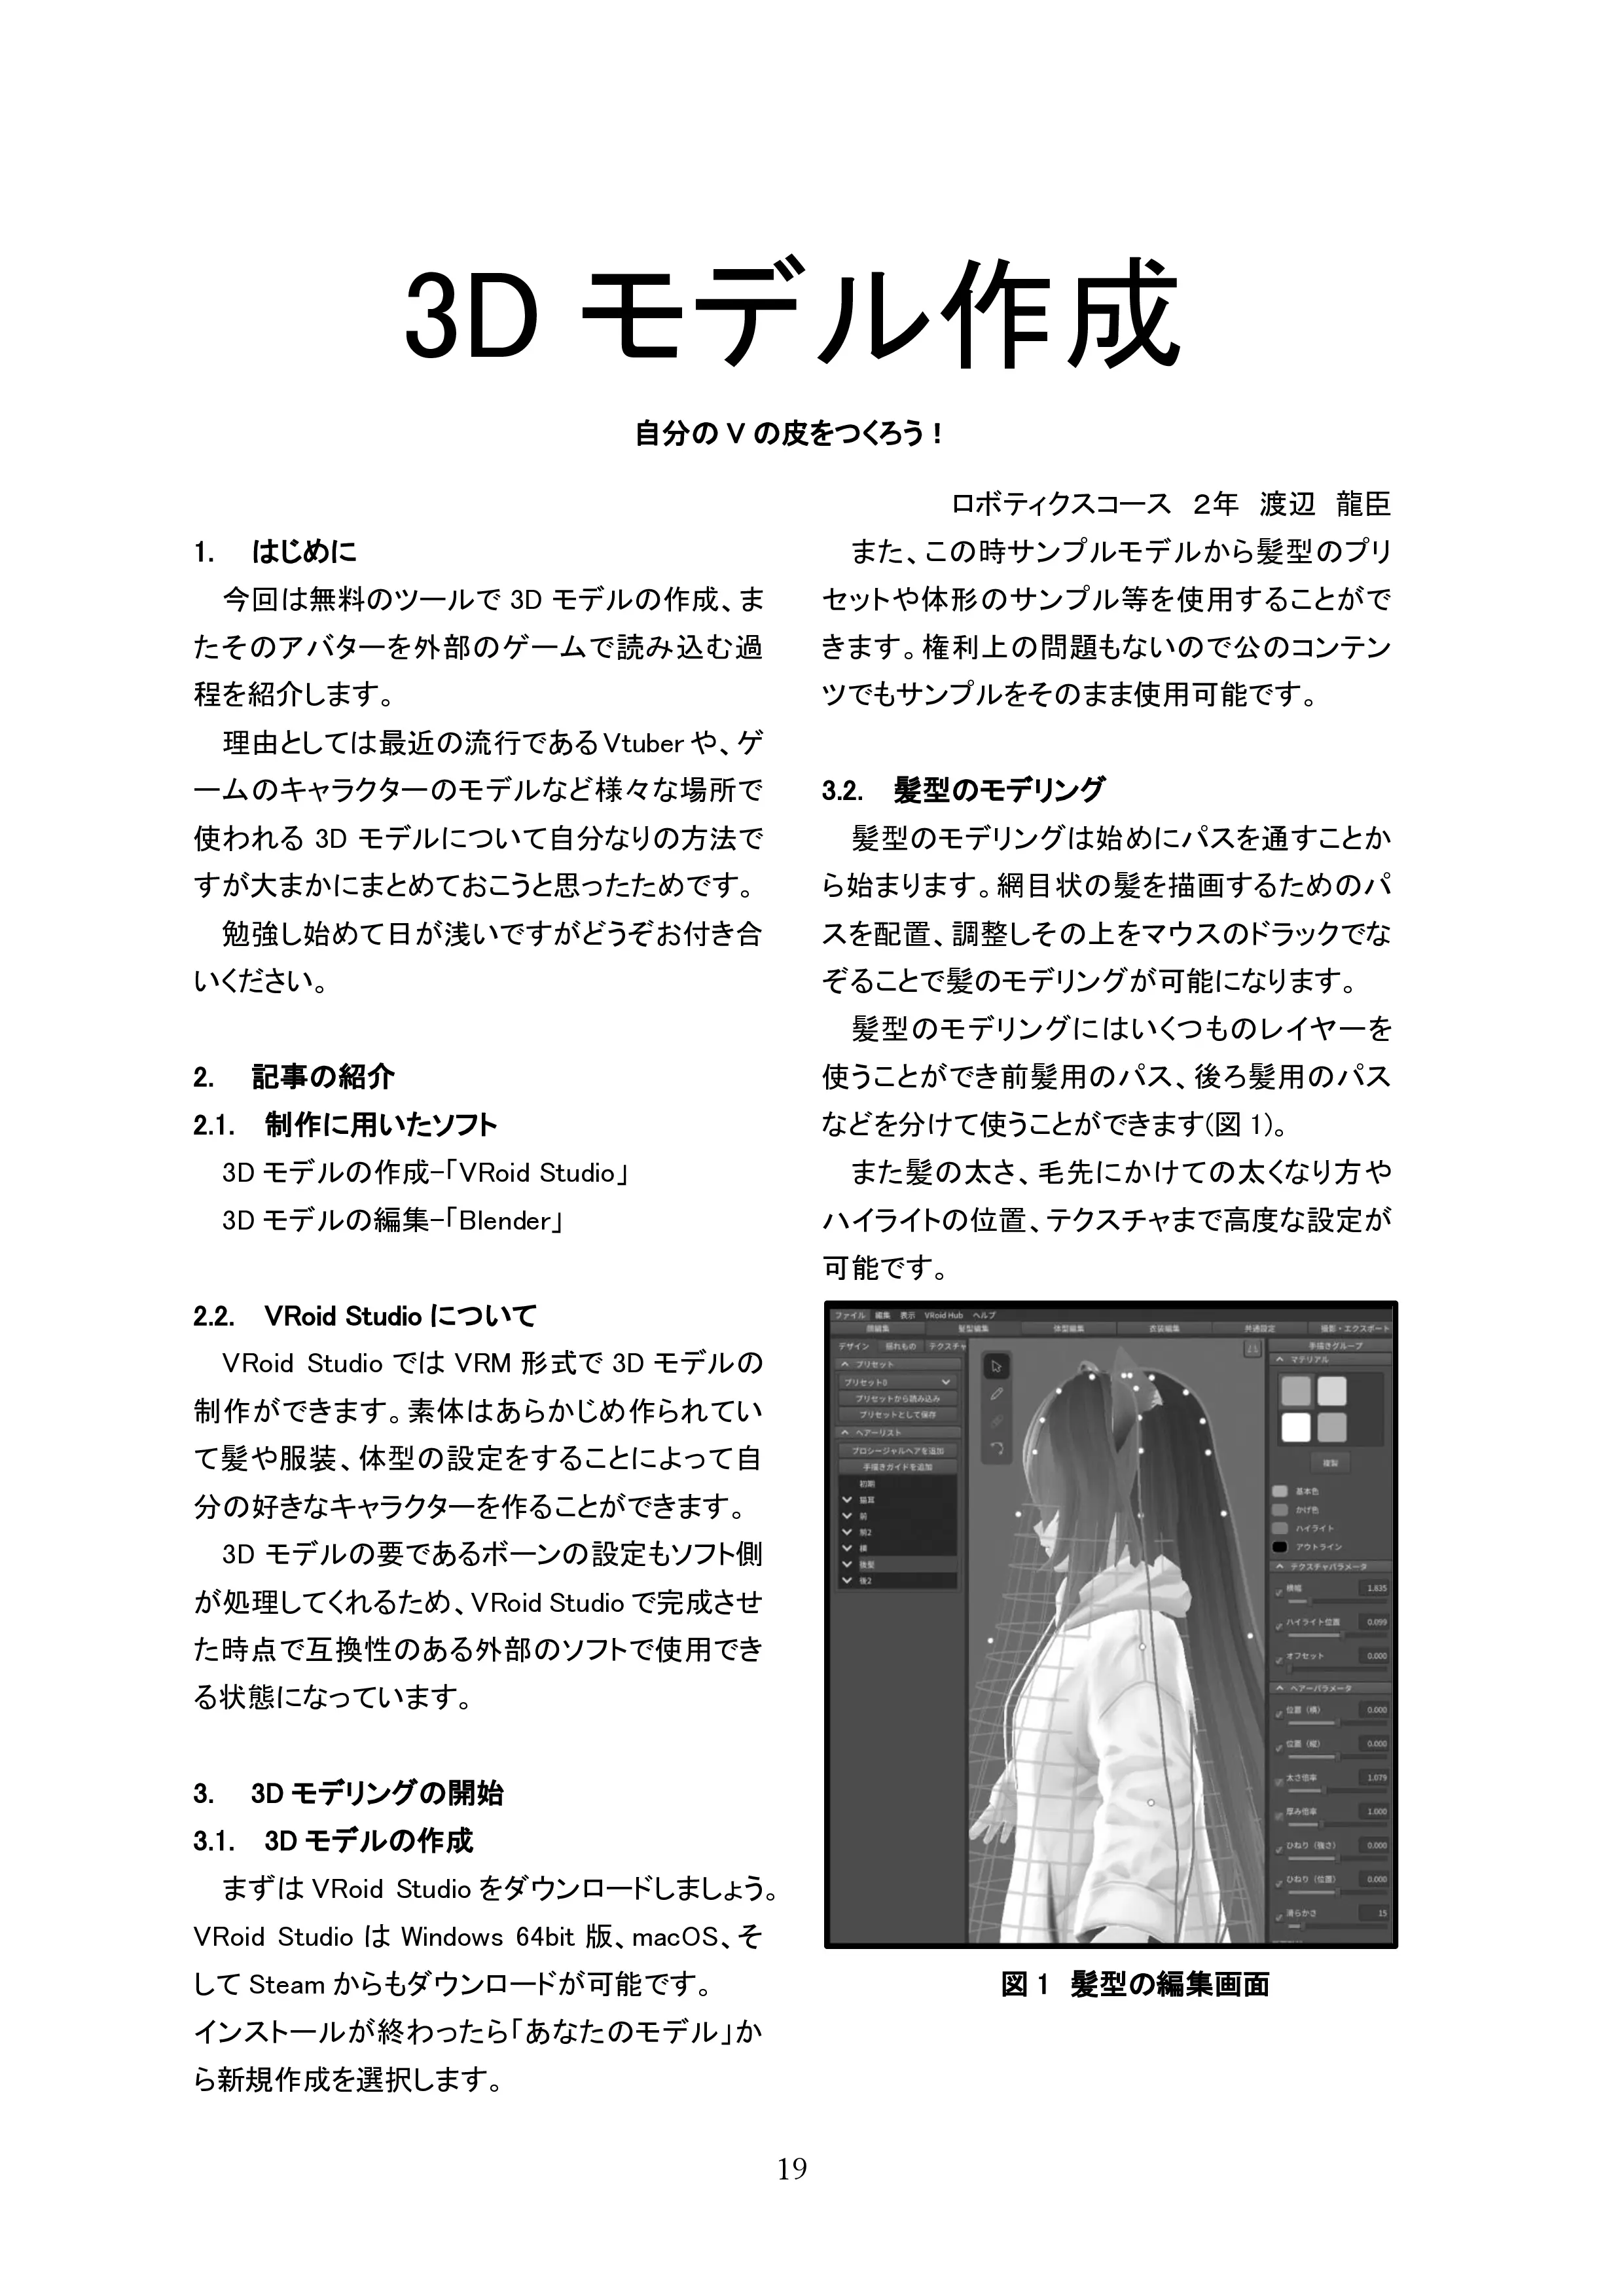 3D モデル作成
自分の V の皮をつくろう！
ロボティクスコース 2年 渡辺 龍臣
1. はじめに
今回は無料のツールで 3D モデルの作成、ま
たそのアバターを外部のゲームで読み込む過
程を紹介します。
理由としては最近の流行であるVtuber や、ゲ
ームのキャラクターのモデルなど様々な場所で
使われる 3D モデルについて自分なりの方法で
すが大まかにまとめておこうと思ったためです。
勉強し始めて日が浅いですがどうぞお付き合
いください。
2. 記事の紹介
2.1. 制作に用いたソフト
3D モデルの作成-「VRoid Studio」
3D モデルの編集-「Blender」
2.2. VRoid Studio について
VRoid Studio では VRM 形式で 3D モデルの
制作ができます。素体はあらかじめ作られてい
て髪や服装、体型の設定をすることによって自
分の好きなキャラクターを作ることができます。
3D モデルの要であるボーンの設定もソフト側
が処理してくれるため、VRoid Studio で完成させ
た時点で互換性のある外部のソフトで使用でき
る状態になっています。
3. 3D モデリングの開始
3.1. 3D モデルの作成
まずは VRoid Studio をダウンロードしましょう。
VRoid Studio は Windows 64bit 版、macOS、そ
して Steam からもダウンロードが可能です。
インストールが終わったら「あなたのモデル」か
ら新規作成を選択します。
また、この時サンプルモデルから髪型のプリ
セットや体形のサンプル等を使用することがで
きます。権利上の問題もないので公のコンテン
ツでもサンプルをそのまま使用可能です。
3.2. 髪型のモデリング
髪型のモデリングは始めにパスを通すことか
ら始まります。網目状の髪を描画するためのパ
スを配置、調整しその上をマウスのドラックでな
ぞることで髪のモデリングが可能になります。
髪型のモデリングにはいくつものレイヤーを
使うことができ前髪用のパス、後ろ髪用のパス
などを分けて使うことができます(図 1)。
また髪の太さ、毛先にかけての太くなり方や
ハイライトの位置、テクスチャまで高度な設定が
可能です。
ファイル 編集 表示 VRoid Hub ヘルプ
顔編集 髪型編集 体型編集 衣装編集 共通設定 撮影・エクスポート
デザイン 揺れもの テクスチャ
プリセット
プリセット0
プリセットから読み込み
プリセットとして保存
ヘアーリスト
プロシージャルヘアを追加
手描きガイドを追加
初期
猫耳
前
前2
横
後髪
後2
手描きグループ
マテリアル
複製
基本色
かげ色
ハイライト
アウトライン
テクスチャパラメータ
横幅 1.835
ハイライト位置 0.099
オフセット 0.000
ヘアーパラメータ
位置（横） 0.000
位置（縦） 0.000
太さ倍率 1.079
厚み倍率 1.000
ひねり（強さ） 0.000
ひねり（位置） 0.000
滑らかさ 15
図 1 髪型の編集画面
19